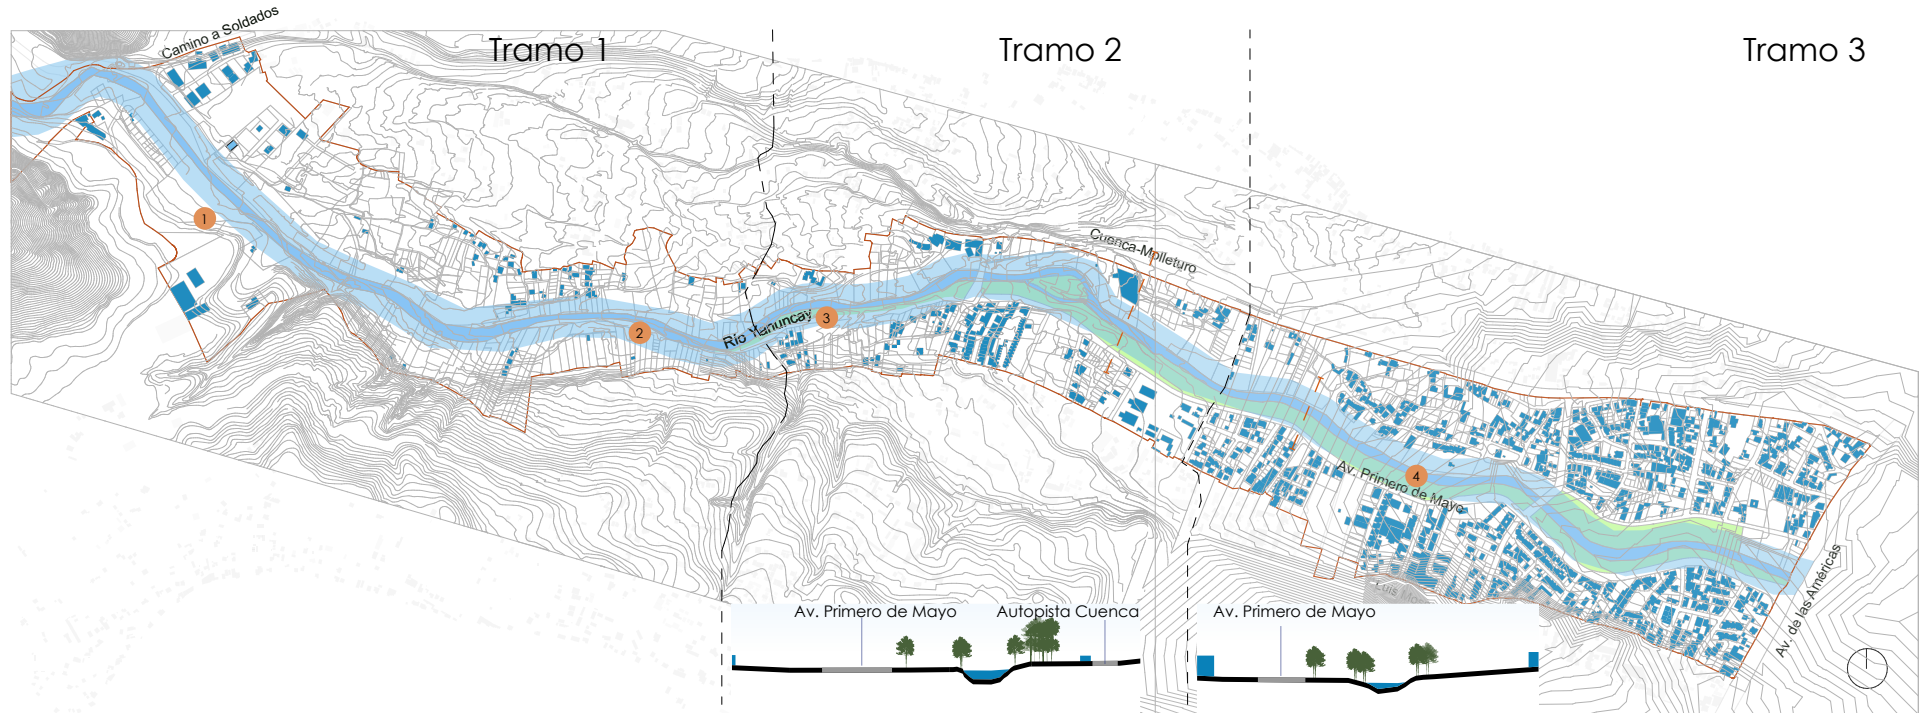 Camino a Soldados
Tramo 1
Tramo 2
Tramo 3
1
Cuenca-Molleturo
2
Río Yanuncay
3
Av. Primero de Mayo
4
Av. de las Américas
Luis
Av. Primero de Mayo
Autopista Cuenca
Av. Primero de Mayo